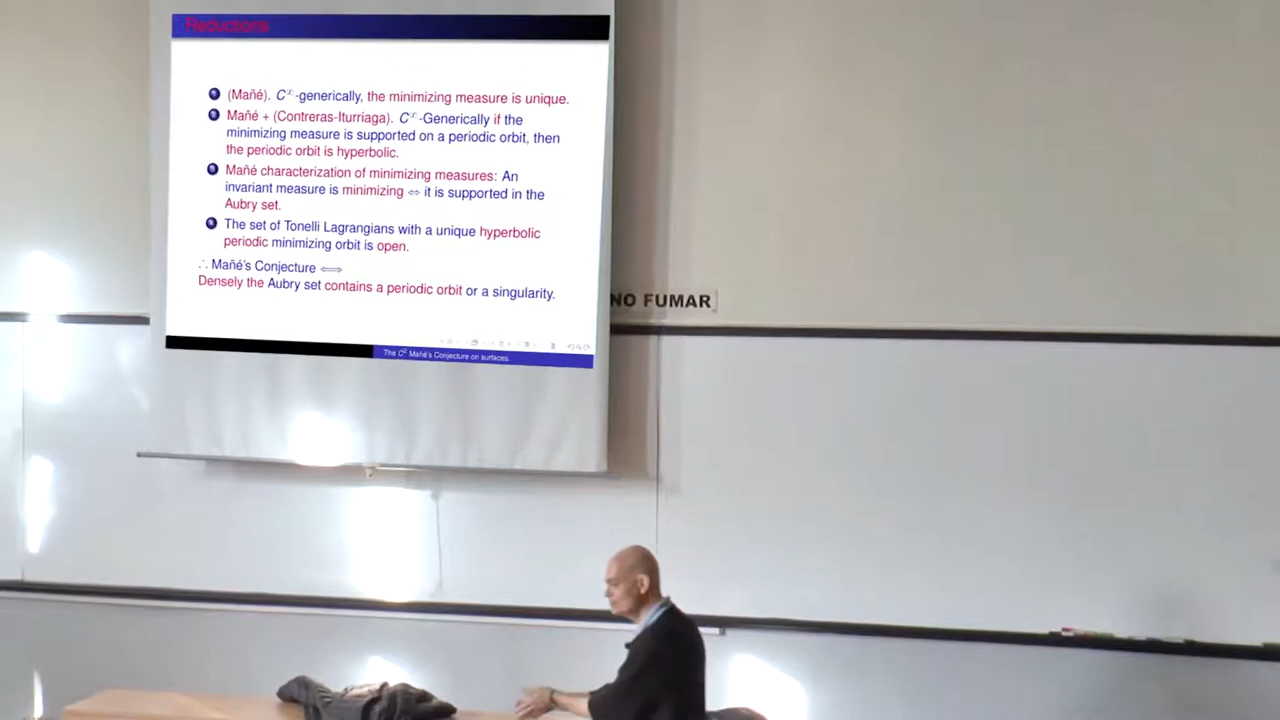 Reductions
(Mañé). C^∞-generically, the minimizing measure is unique.
Mañé + (Contreras-Iturriaga). C^∞-Generically if the
minimizing measure is supported on a periodic orbit, then
the periodic orbit is hyperbolic.
Mañé characterization of minimizing measures: An
invariant measure is minimizing ⇔ it is supported in the
Aubry set.
The set of Tonelli Lagrangians with a unique hyperbolic
periodic minimizing orbit is open.
∴ Mañé's Conjecture ⟺
Densely the Aubry set contains a periodic orbit or a singularity.
The C² Mañé's Conjecture on surfaces.
NO FUMAR